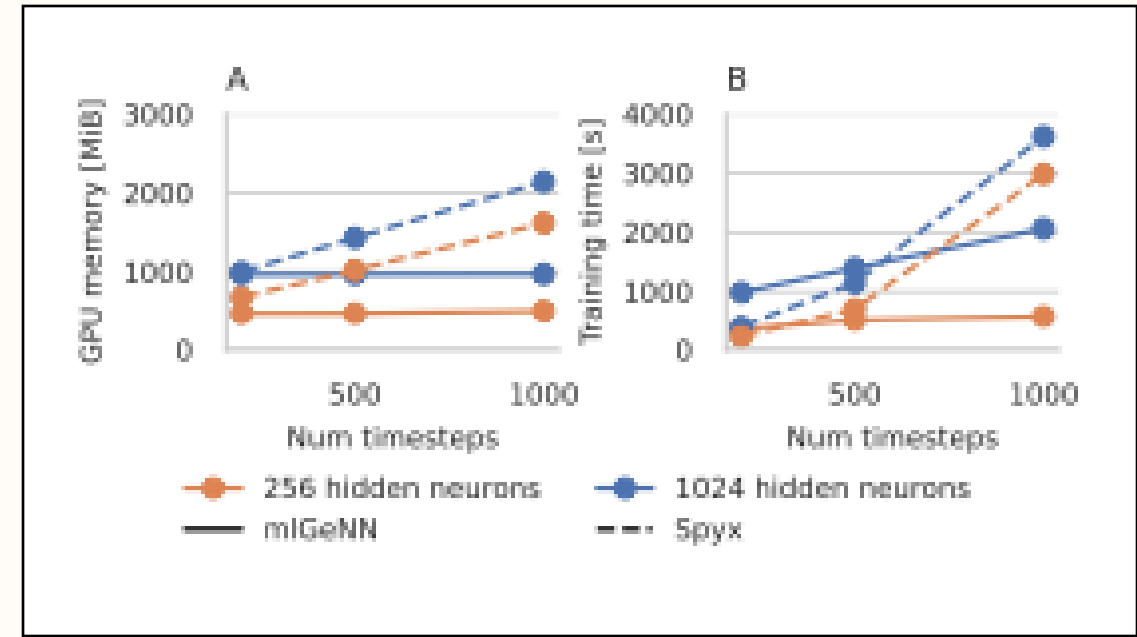 A
B
GPU memory [MiB]
3000
2000
1000
0
500
1000
Num timesteps
Training time [s]
4000
3000
2000
1000
0
500
1000
Num timesteps
256 hidden neurons
1024 hidden neurons
mlGeNN
Spyx